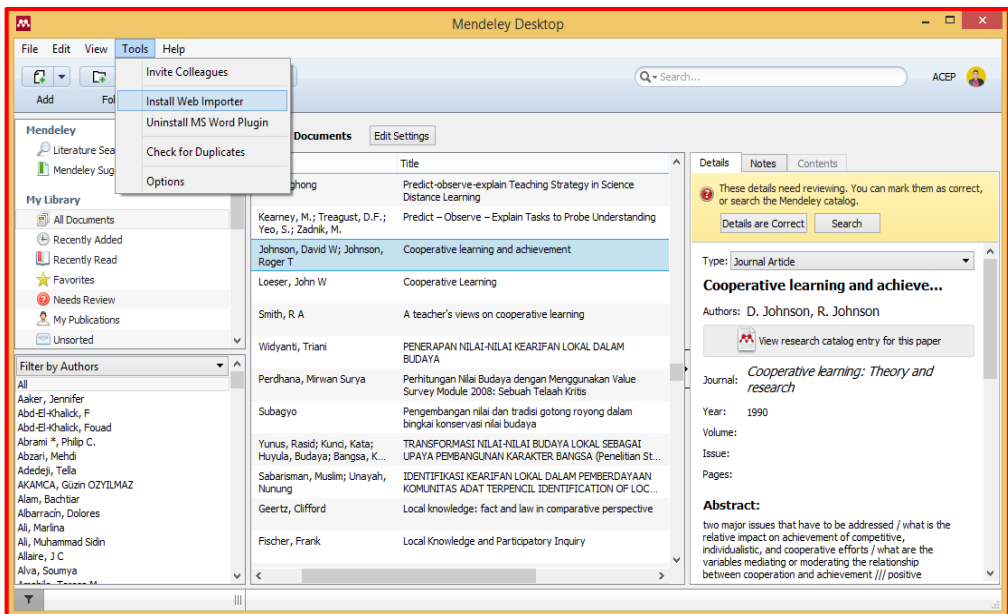 Mendeley Desktop
File Edit View Tools Help
Invite Colleagues
Install Web Importer
Uninstall MS Word Plugin
Check for Duplicates
Options
Add
Fol
Search...
ACEP
Mendeley
Literature Sea
Mendeley Sug
My Library
All Documents
Recently Added
Recently Read
Favorites
Needs Review
My Publications
Unsorted
Filter by Authors
All
Aaker, Jennifer
Abd-El-Khalick, F
Abd-El-Khalick, Fouad
Abrami *, Philip C.
Abzari, Mehdi
Adedeji, Tella
AKAMCA, Güzin OZYILMAZ
Alam, Bachtiar
Albarracín, Dolores
Ali, Marlina
Ali, Muhammad Sidin
Allaire, J C
Alva, Soumya
Documents Edit Settings
Title
hong
Predict-observe-explain Teaching Strategy in Science
Distance Learning
Kearney, M.; Treagust, D.F.;
Yeo, S.; Zadnik, M.
Predict – Observe – Explain Tasks to Probe Understanding
Johnson, David W; Johnson,
Roger T
Cooperative learning and achievement
Loeser, John W
Cooperative Learning
Smith, R A
A teacher's views on cooperative learning
Widyanti, Triani
PENERAPAN NILAI-NILAI KEARIFAN LOKAL DALAM
BUDAYA
Perdhana, Mirwan Surya
Perhitungan Nilai Budaya dengan Menggunakan Value
Survey Module 2008: Sebuah Telaah Kritis
Subagyo
Pengembangan nilai dan tradisi gotong royong dalam
bingkai konservasi nilai budaya
Yunus, Rasid; Kunci, Kata;
Huyula, Budaya; Bangsa, K...
TRANSFORMASI NILAI-NILAI BUDAYA LOKAL SEBAGAI
UPAYA PEMBANGUNAN KARAKTER BANGSA (Penelitian St...
Sabarisman, Muslim; Unayah,
Nunung
IDENTIFIKASI KEARIFAN LOKAL DALAM PEMBERDAYAAN
KOMUNITAS ADAT TERPENCIL IDENTIFICATION OF LOC...
Geertz, Clifford
Local knowledge: fact and law in comparative perspective
Fischer, Frank
Local Knowledge and Participatory Inquiry
Details Notes Contents
These details need reviewing. You can mark them as correct,
or search the Mendeley catalog.
Details are Correct Search
Type: Journal Article
Cooperative learning and achieve...
Authors: D. Johnson, R. Johnson
View research catalog entry for this paper
Journal: Cooperative learning: Theory and
research
Year: 1990
Volume:
Issue:
Pages:
Abstract:
two major issues that have to be addressed / what is the
relative impact on achievement of competitive,
individualistic, and cooperative efforts / what are the
variables mediating or moderating the relationship
between cooperation and achievement /// positive